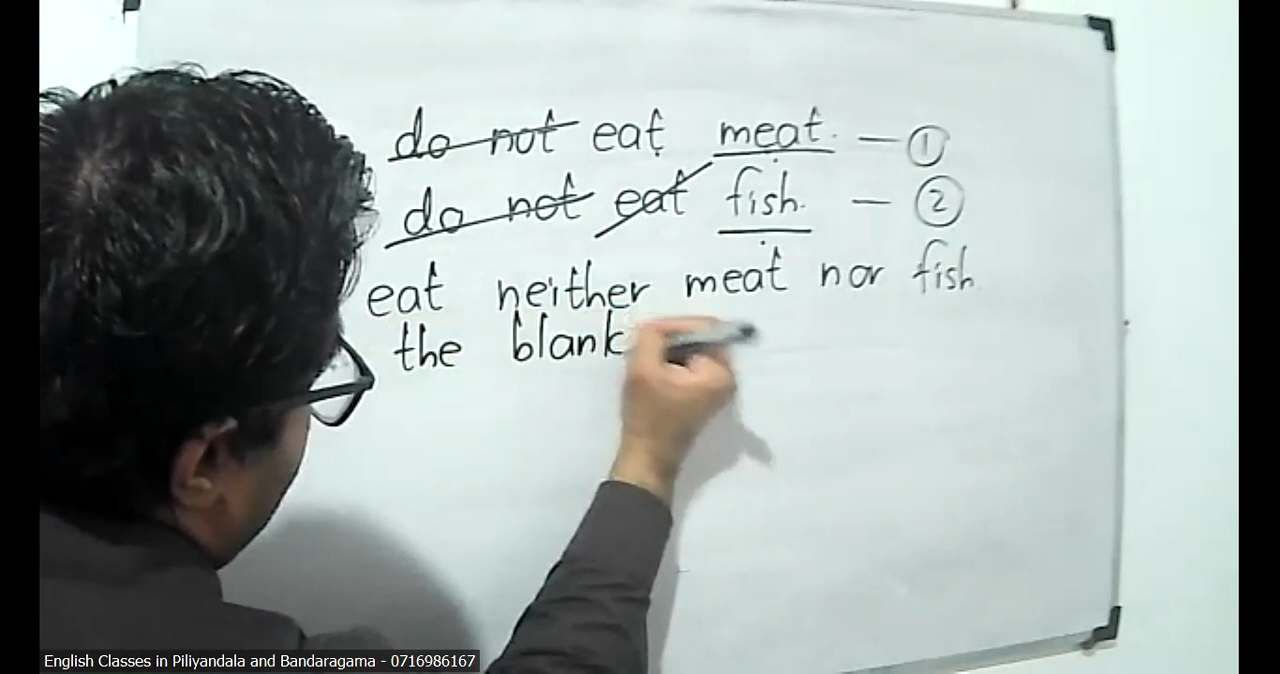 do not eat meat. — ①
do not eat fish. — ②
eat neither meat nor fish
the blank
English Classes in Piliyandala and Bandaragama - 0716986167